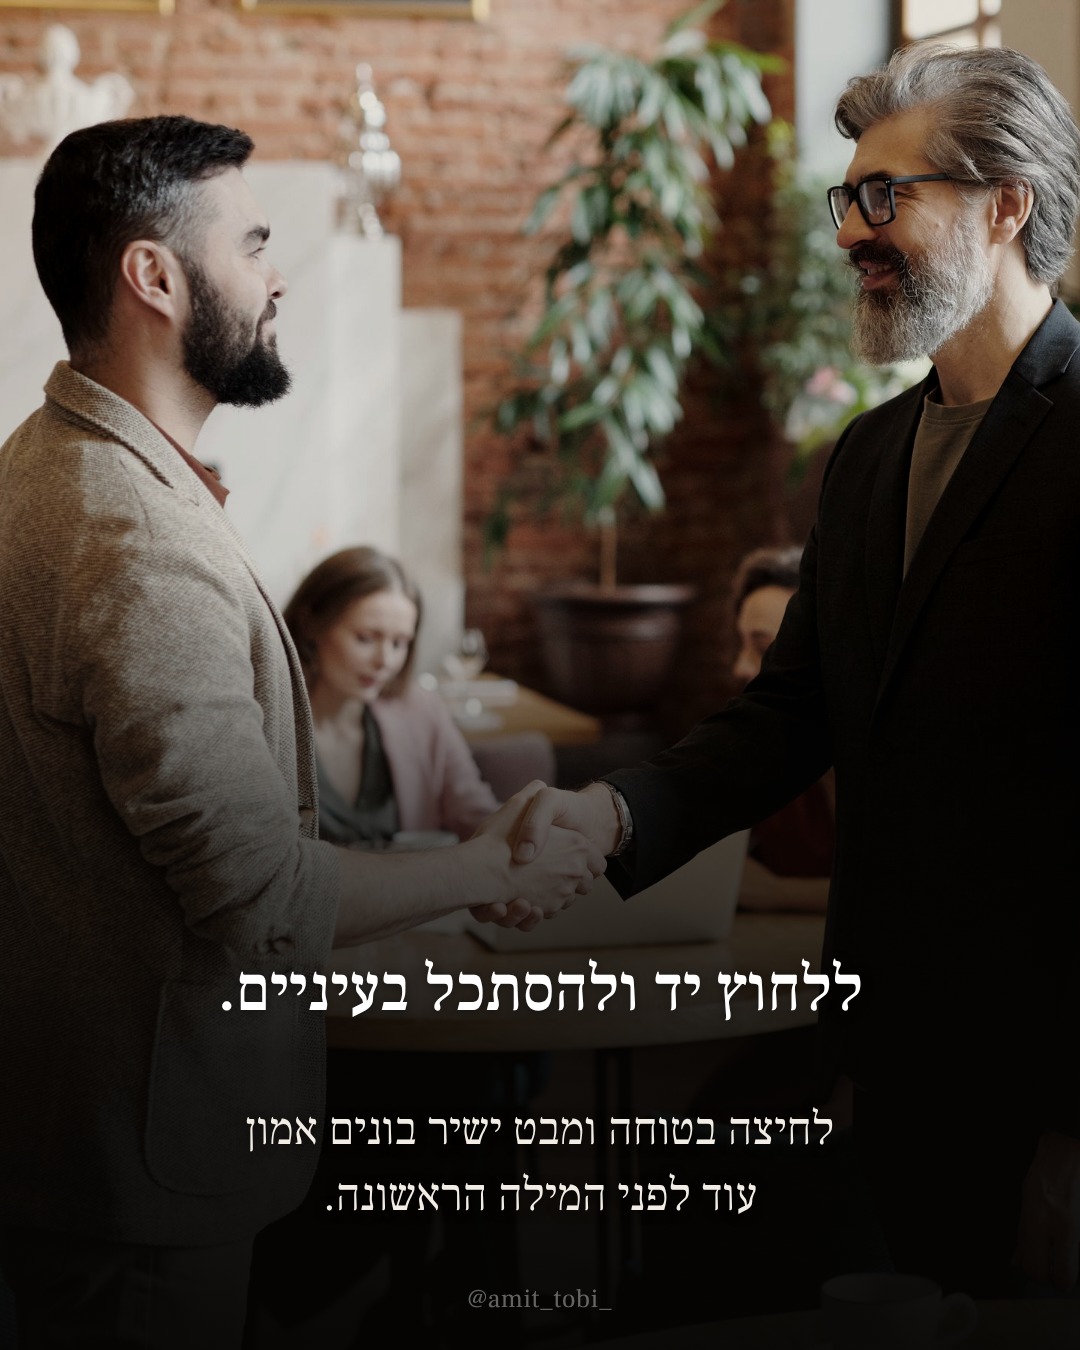 ללחוץ יד ולהסתכל בעיניים.
לחיצה בטוחה ומבט ישיר בונים אמון
עוד לפני המילה הראשונה.
@amit_tobi_